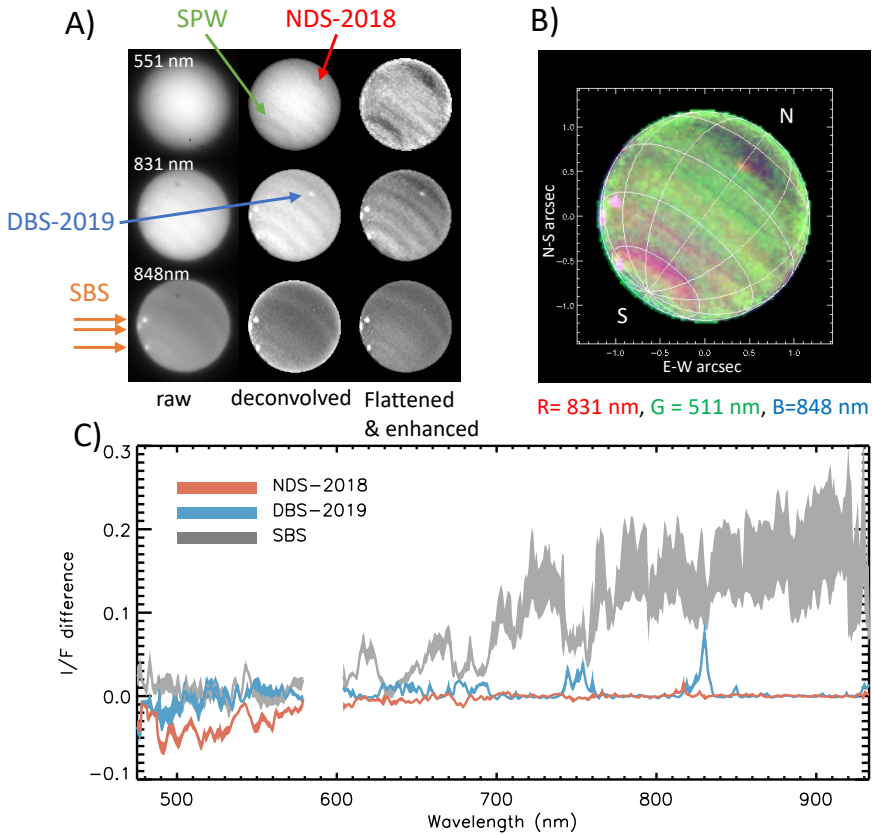 A)
SPW
NDS-2018
551 nm
831 nm
DBS-2019
848nm
SBS
raw
deconvolved
Flattened
& enhanced
B)
N
S
N-S arcsec
1.0
0.5
0.0
-0.5
-1.0
-1.0
-0.5
0.0
0.5
1.0
E-W arcsec
R= 831 nm, G = 511 nm, B=848 nm
C)
I/F difference
0.3
0.2
0.1
0.0
-0.1
NDS-2018
DBS-2019
SBS
500
600
700
800
900
Wavelength (nm)